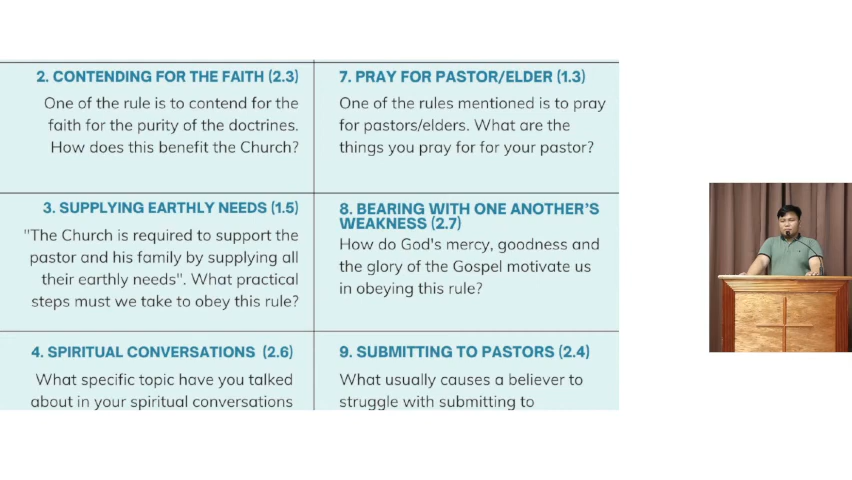 2. CONTENDING FOR THE FAITH (2.3)
One of the rule is to contend for the
faith for the purity of the doctrines.
How does this benefit the Church?
7. PRAY FOR PASTOR/ELDER (1.3)
One of the rules mentioned is to pray
for pastors/elders. What are the
things you pray for for your pastor?
3. SUPPLYING EARTHLY NEEDS (1.5)
"The Church is required to support the
pastor and his family by supplying all
their earthly needs". What practical
steps must we take to obey this rule?
8. BEARING WITH ONE ANOTHER'S
WEAKNESS (2.7)
How do God's mercy, goodness and
the glory of the Gospel motivate us
in obeying this rule?
4. SPIRITUAL CONVERSATIONS (2.6)
What specific topic have you talked
about in your spiritual conversations
9. SUBMITTING TO PASTORS (2.4)
What usually causes a believer to
struggle with submitting to